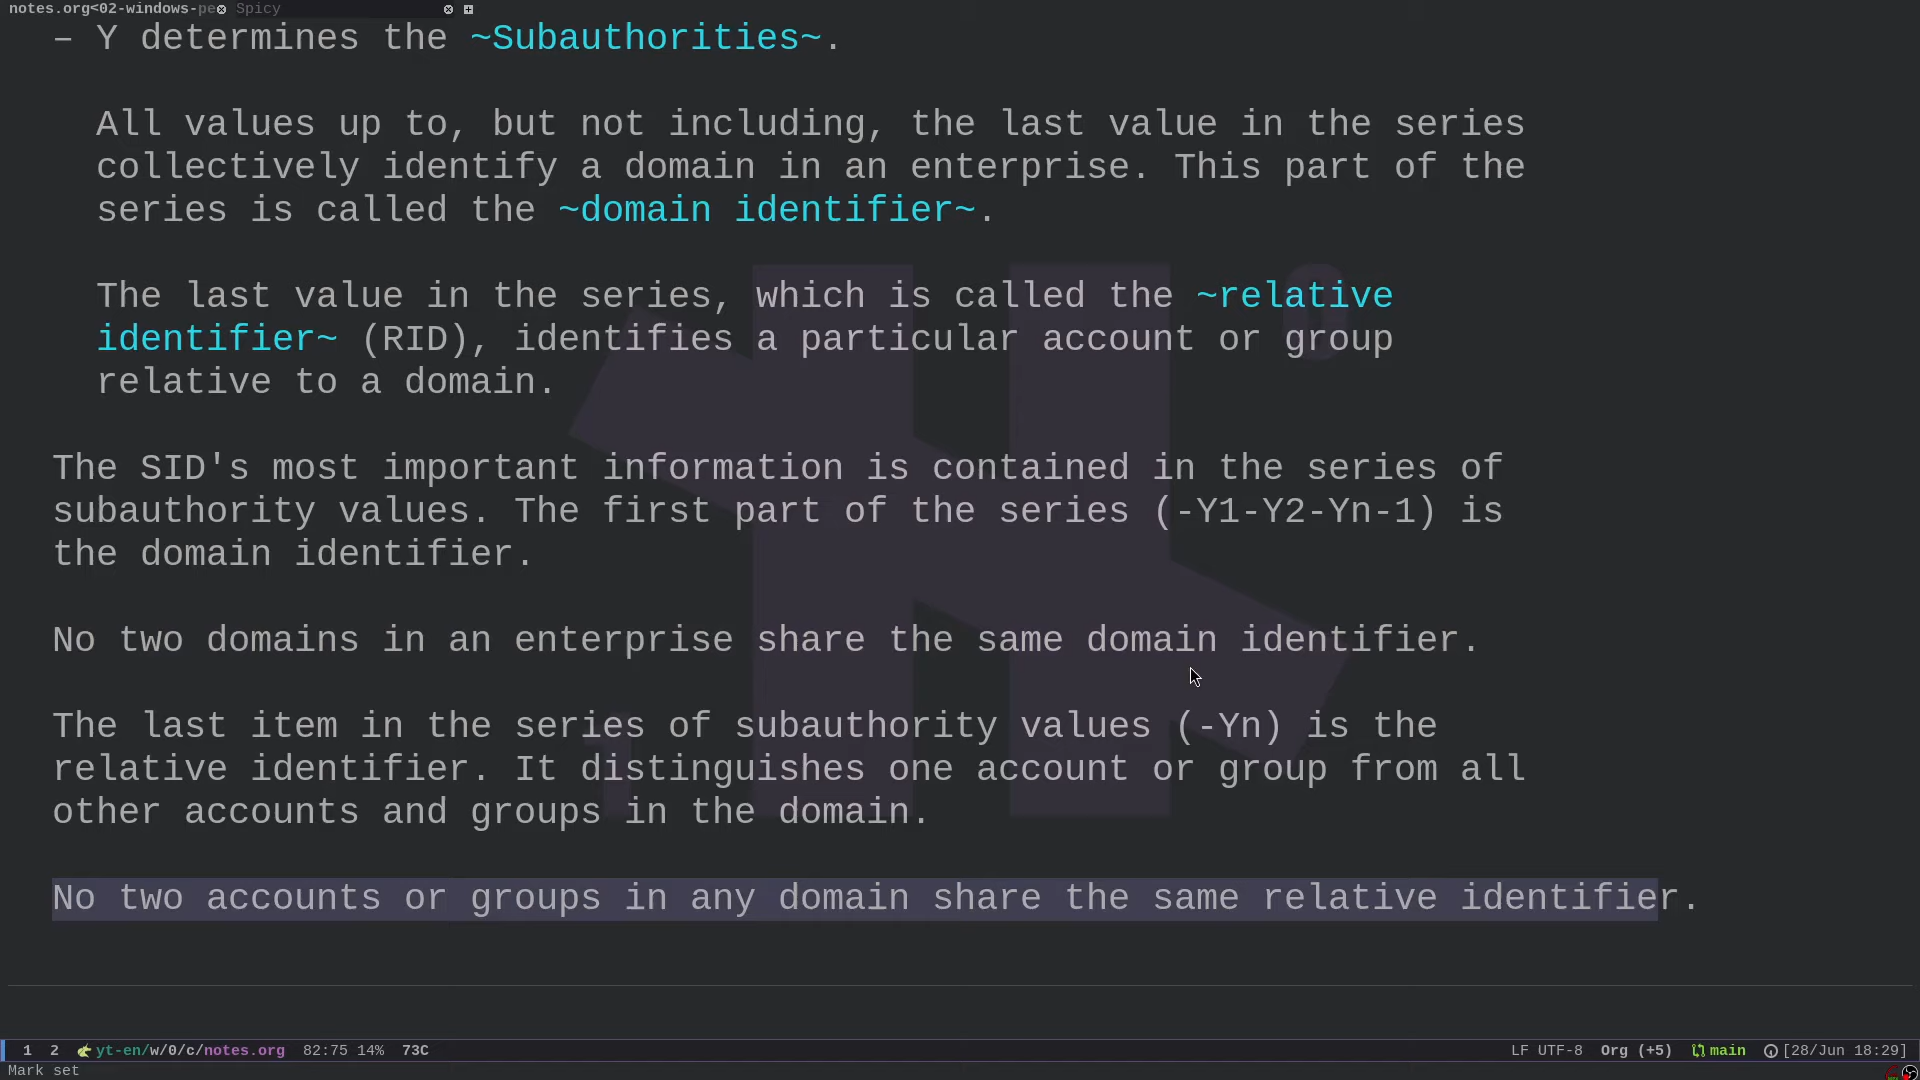 notes.org<02-windows-pe Spicy
– Y determines the ~Subauthorities~.
All values up to, but not including, the last value in the series
collectively identify a domain in an enterprise. This part of the
series is called the ~domain identifier~.
The last value in the series, which is called the ~relative
identifier~ (RID), identifies a particular account or group
relative to a domain.
The SID's most important information is contained in the series of
subauthority values. The first part of the series (-Y1-Y2-Yn-1) is
the domain identifier.
No two domains in an enterprise share the same domain identifier.
The last item in the series of subauthority values (-Yn) is the
relative identifier. It distinguishes one account or group from all
other accounts and groups in the domain.
No two accounts or groups in any domain share the same relative identifier.
1 2 yt-en/w/0/c/notes.org 82:75 14% 73C LF UTF-8 Org (+5) main [28/Jun 18:29]
Mark set